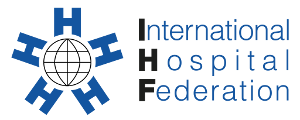 H H H H H
International
Hospital
Federation